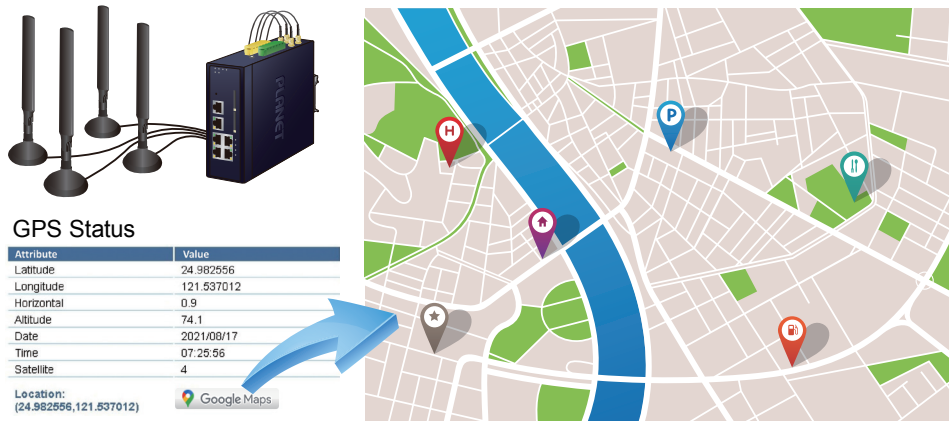 PLANET
GPS Status
Attribute Value
Latitude 24.982556
Longitude 121.537012
Horizontal 0.9
Altitude 74.1
Date 2021/08/17
Time 07:25:56
Satellite 4
Location:
(24.982556,121.537012)
Google Maps
P
H